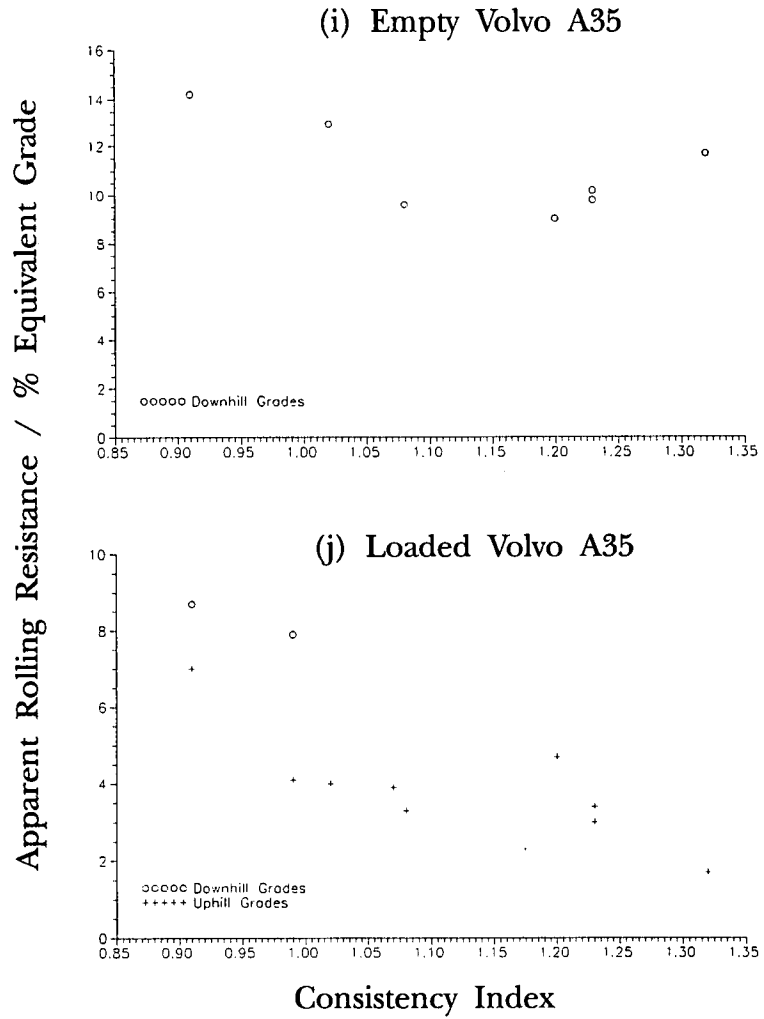 (i) Empty Volvo A35
16
14
12
10
8
6
4
2
0
ooooo Downhill Grades
0.85 0.90 0.95 1.00 1.05 1.10 1.15 1.20 1.25 1.30 1.35
Apparent Rolling Resistance / % Equivalent Grade
(j) Loaded Volvo A35
10
8
6
4
2
0
ooooo Downhill Grades
+++++ Uphill Grades
0.85 0.90 0.95 1.00 1.05 1.10 1.15 1.20 1.25 1.30 1.35
Consistency Index